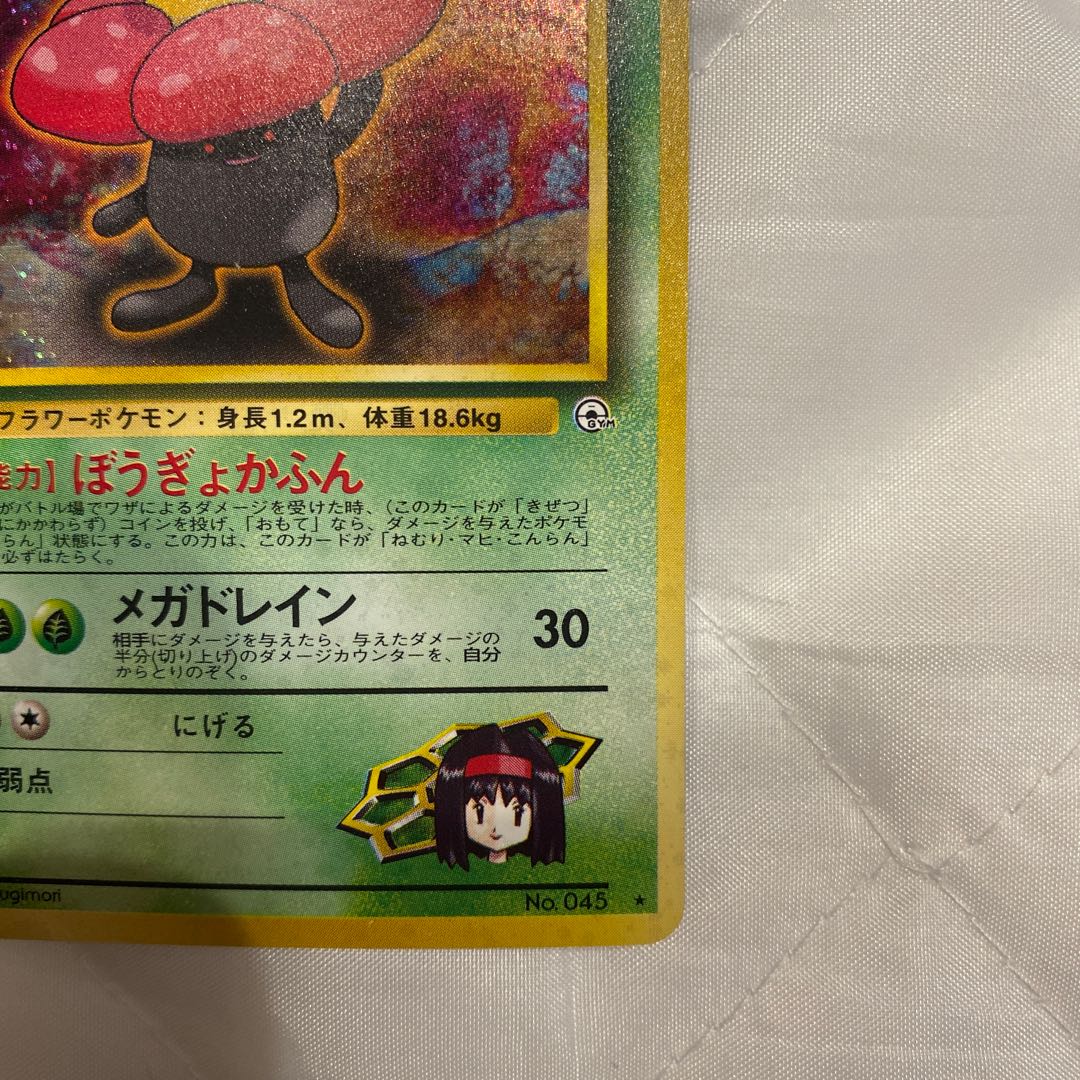 フラワーポケモン：身長1.2m、体重18.6kg
GYM
能力】ぼうぎょかふん
がバトル場でワザによるダメージを受けた時、（このカードが「きぜつ」
にかかわらず）コインを投げ、「おもて」なら、ダメージを与えたポケモ
らん」状態にする。この力は、このカードが「ねむり・マヒ・こんらん」
必ずはたらく。
メガドレイン
30
相手にダメージを与えたら、与えたダメージの
半分(切り上げ)のダメージカウンターを、自分
からとりのぞく。
にげる
弱点
ugimori
No. 045 ★